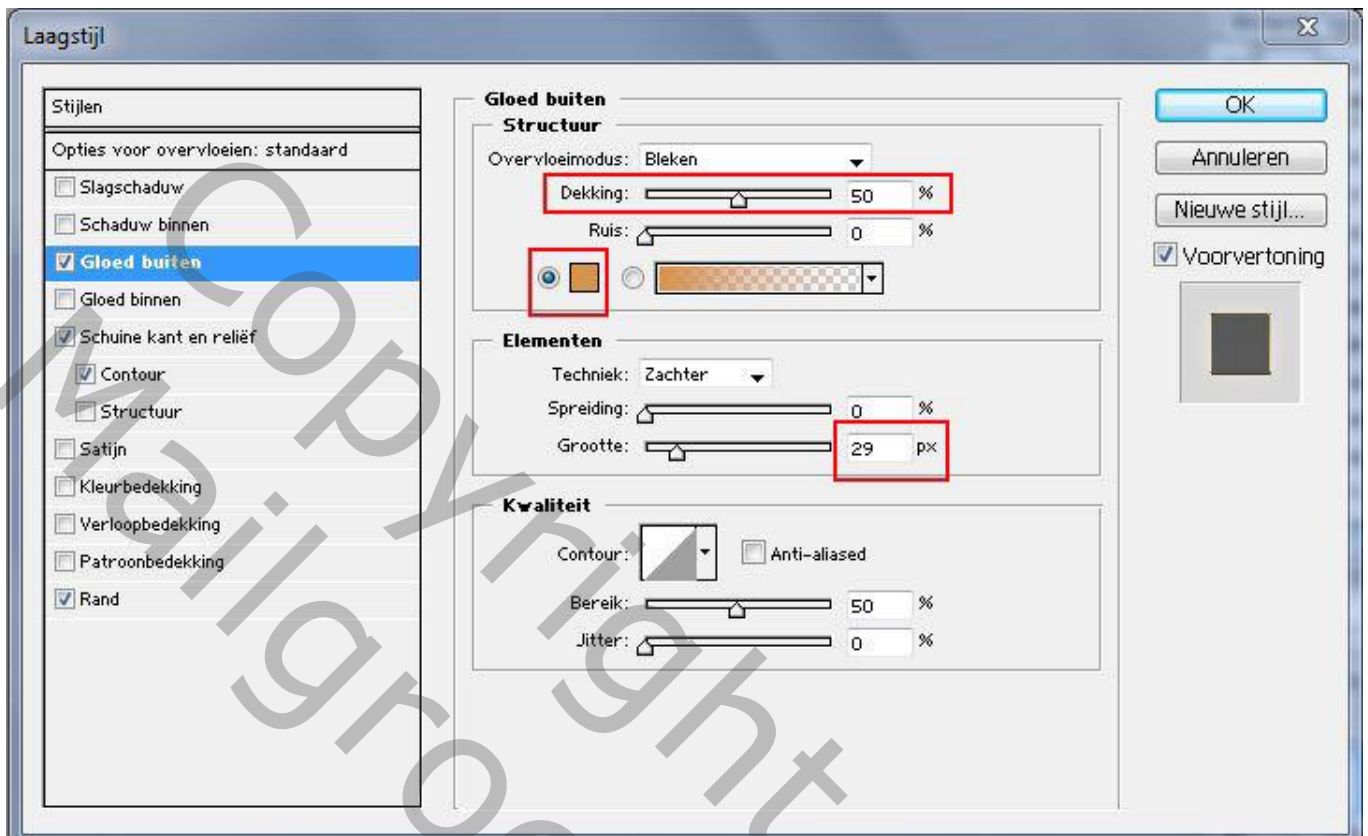 Laagstijl
Stijlen
Opties voor overvloeien: standaard
Slagschaduw
Schaduw binnen
Gloed buiten
Gloed binnen
Schuine kant en reliëf
Contour
Structuur
Satijn
Kleurbedekking
Verloopbedekking
Patroonbedekking
Rand
Gloed buiten
Structuur
Overvloeimodus: Bleken
Dekking: 50 %
Ruis: 0 %
Elementen
Techniek: Zachter
Spreiding: 0 %
Grootte: 29 px
Kwaliteit
Contour: Anti-aliased
Bereik: 50 %
Jitter: 0 %
OK
Annuleren
Nieuwe stijl...
Voorvertoning
Copyright